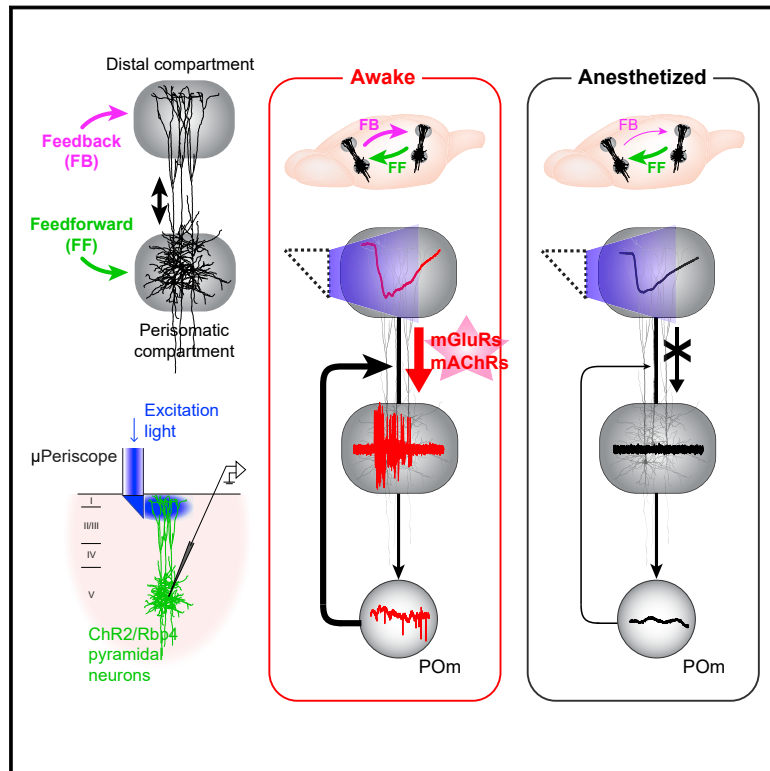 Distal compartment
Feedback
(FB)
Feedforward
(FF)
Perisomatic
compartment
Excitation
light
µPeriscope
I
II/III
IV
V
ChR2/Rbp4
pyramidal
neurons
Awake
FB
FF
mGluRs
mAChRs
POm
Anesthetized
FB
FF
POm